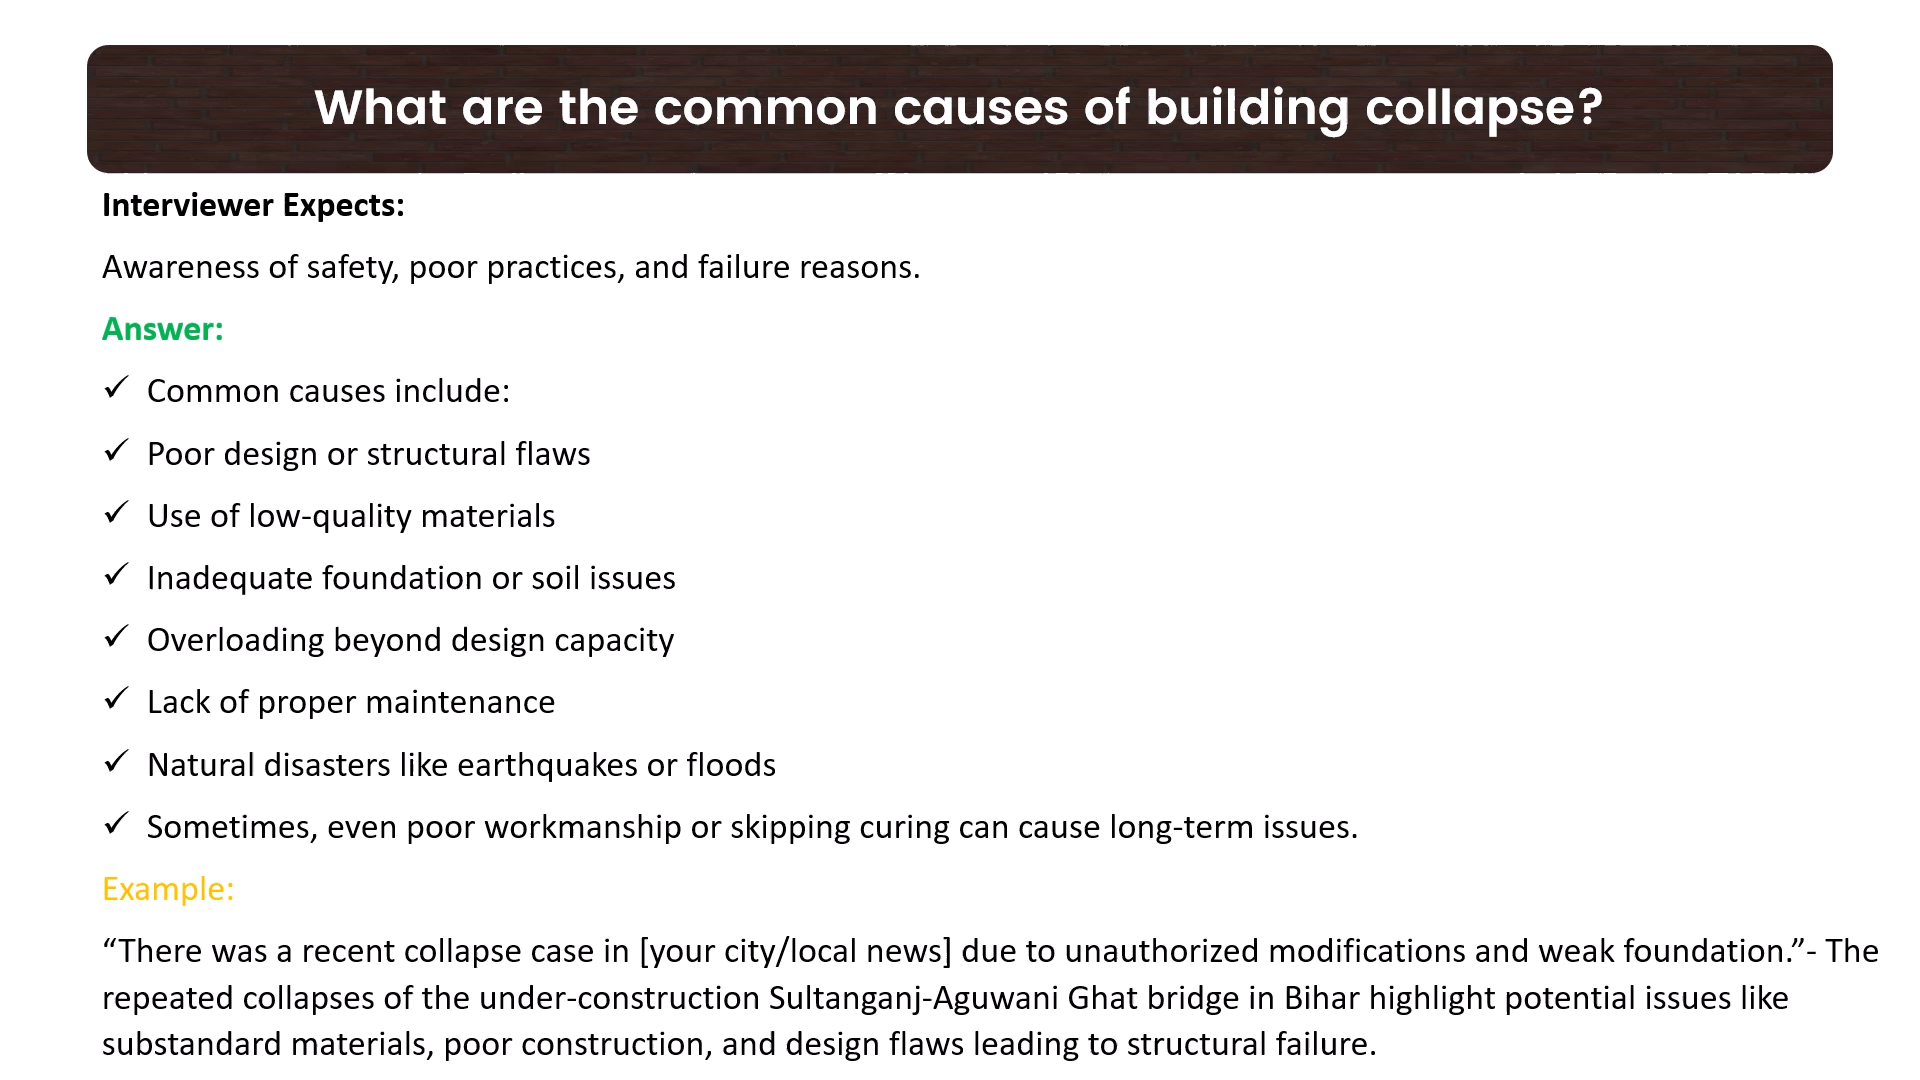 What are the common causes of building collapse?
Interviewer Expects:
Awareness of safety, poor practices, and failure reasons.
Answer:
✓ Common causes include:
✓ Poor design or structural flaws
✓ Use of low-quality materials
✓ Inadequate foundation or soil issues
✓ Overloading beyond design capacity
✓ Lack of proper maintenance
✓ Natural disasters like earthquakes or floods
✓ Sometimes, even poor workmanship or skipping curing can cause long-term issues.
Example:
“There was a recent collapse case in [your city/local news] due to unauthorized modifications and weak foundation.”- The
repeated collapses of the under-construction Sultanganj-Aguwani Ghat bridge in Bihar highlight potential issues like
substandard materials, poor construction, and design flaws leading to structural failure.